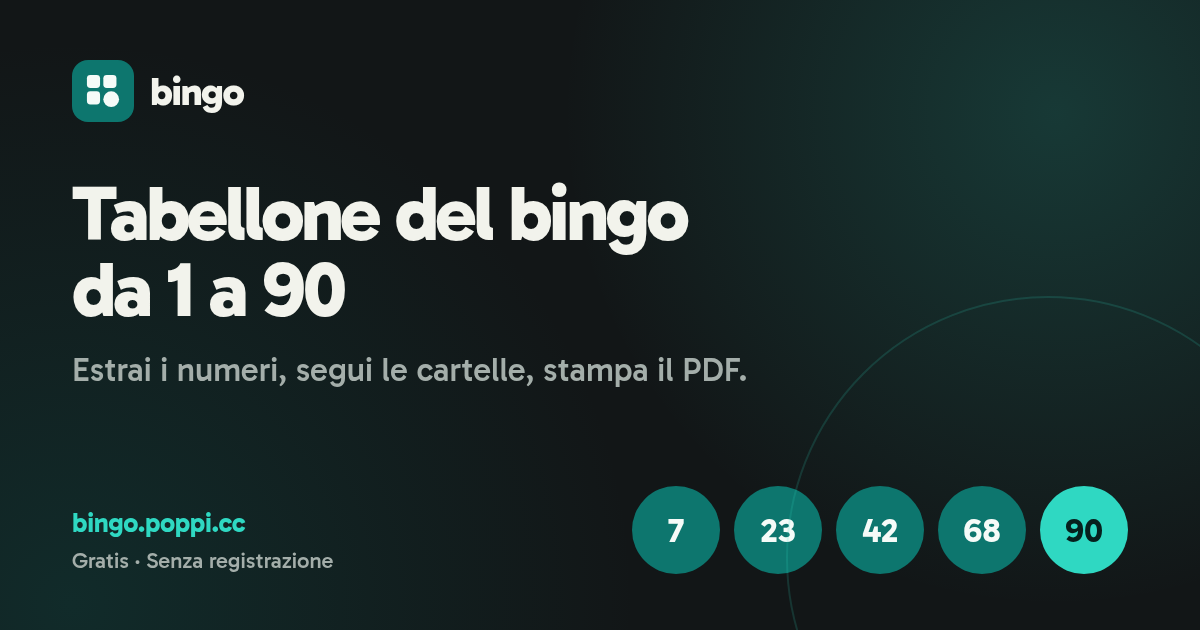 bingo
Tabellone del bingo
da 1 a 90
Estrai i numeri, segui le cartelle, stampa il PDF.
bingo.poppi.cc
Gratis · Senza registrazione
7 23 42 68 90